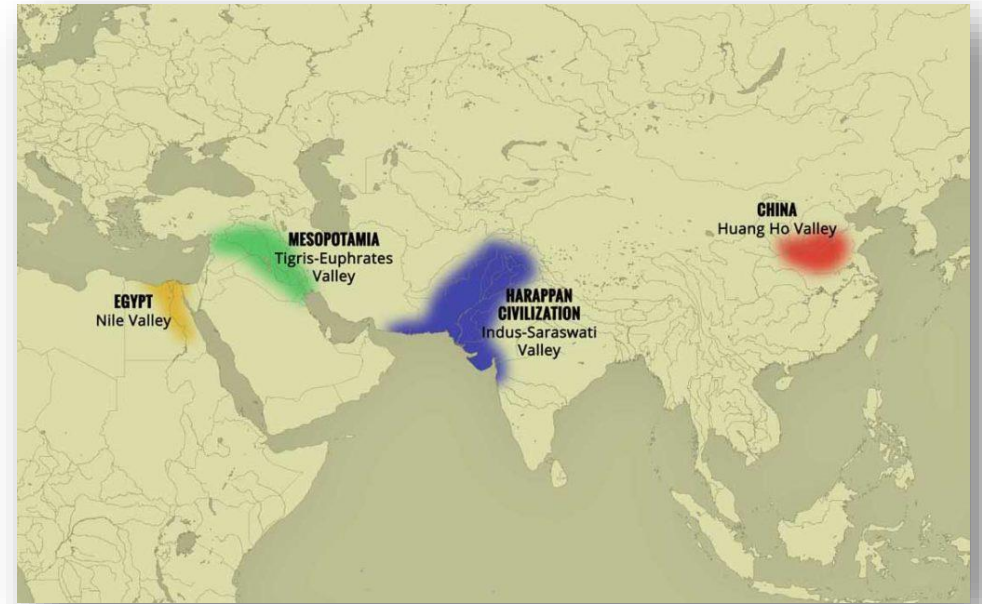 CHINA
Huang Ho Valley
MESOPOTAMIA
Tigris-Euphrates
Valley
EGYPT
Nile Valley
HARAPPAN
CIVILIZATION
Indus-Saraswati
Valley